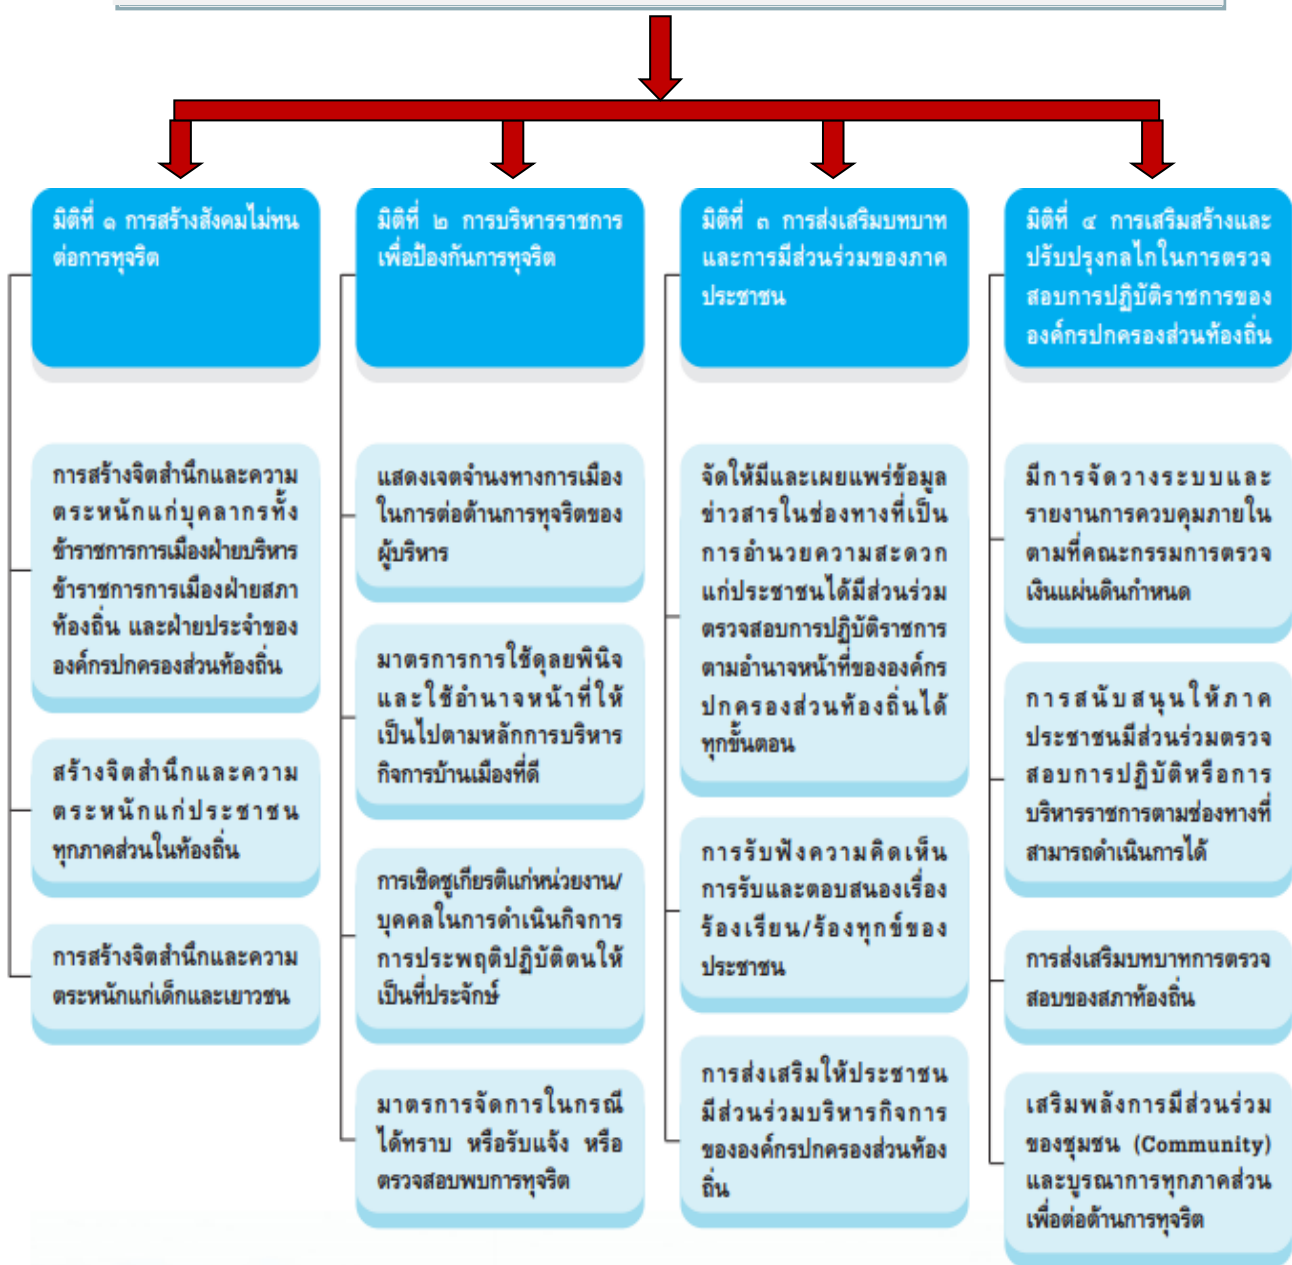 มิติที่ ๑ การสร้างสังคมไม่ทน
ต่อการทุจริต
การสร้างจิตสำนึกและความ
ตระหนักแก่บุคลากรทั้ง
ข้าราชการการเมืองฝ่ายบริหาร
ข้าราชการการเมืองฝ่ายสภา
ท้องถิ่น และฝ่ายประจำของ
องค์กรปกครองส่วนท้องถิ่น
สร้างจิตสำนึกและความ
ตระหนักแก่ประชาชน
ทุกภาคส่วนในท้องถิ่น
การสร้างจิตสำนึกและความ
ตระหนักแก่เด็กและเยาวชน
มิติที่ ๒ การบริหารราชการ
เพื่อป้องกันการทุจริต
แสดงเจตจำนงทางการเมือง
ในการต่อต้านการทุจริตของ
ผู้บริหาร
มาตรการการใช้ดุลยพินิจ
และใช้อำนาจหน้าที่ให้
เป็นไปตามหลักการบริหาร
กิจการบ้านเมืองที่ดี
การเชิดชูเกียรติแก่หน่วยงาน/
บุคคลในการดำเนินกิจการ
การประพฤติปฏิบัติตนให้
เป็นที่ประจักษ์
มาตรการจัดการในกรณี
ได้ทราบ หรือรับแจ้ง หรือ
ตรวจสอบพบการทุจริต
มิติที่ ๓ การส่งเสริมบทบาท
และการมีส่วนร่วมของภาค
ประชาชน
จัดให้มีและเผยแพร่ข้อมูล
ข่าวสารในช่องทางที่เป็น
การอำนวยความสะดวก
แก่ประชาชนได้มีส่วนร่วม
ตรวจสอบการปฏิบัติราชการ
ตามอำนาจหน้าที่ขององค์กร
ปกครองส่วนท้องถิ่นได้
ทุกขั้นตอน
การรับฟังความคิดเห็น
การรับและตอบสนองเรื่อง
ร้องเรียน/ร้องทุกข์ของ
ประชาชน
การส่งเสริมให้ประชาชน
มีส่วนร่วมบริหารกิจการ
ขององค์กรปกครองส่วนท้อง
ถิ่น
มิติที่ ๔ การเสริมสร้างและ
ปรับปรุงกลไกในการตรวจ
สอบการปฏิบัติราชการของ
องค์กรปกครองส่วนท้องถิ่น
มีการจัดวางระบบและ
รายงานการควบคุมภายใน
ตามที่คณะกรรมการตรวจ
เงินแผ่นดินกำหนด
การสนับสนุนให้ภาค
ประชาชนมีส่วนร่วมตรวจ
สอบการปฏิบัติหรือการ
บริหารราชการตามช่องทางที่
สามารถดำเนินการได้
การส่งเสริมบทบาทการตรวจ
สอบของสภาท้องถิ่น
เสริมพลังการมีส่วนร่วม
ของชุมชน (Community)
และบูรณาการทุกภาคส่วน
เพื่อต่อต้านการทุจริต